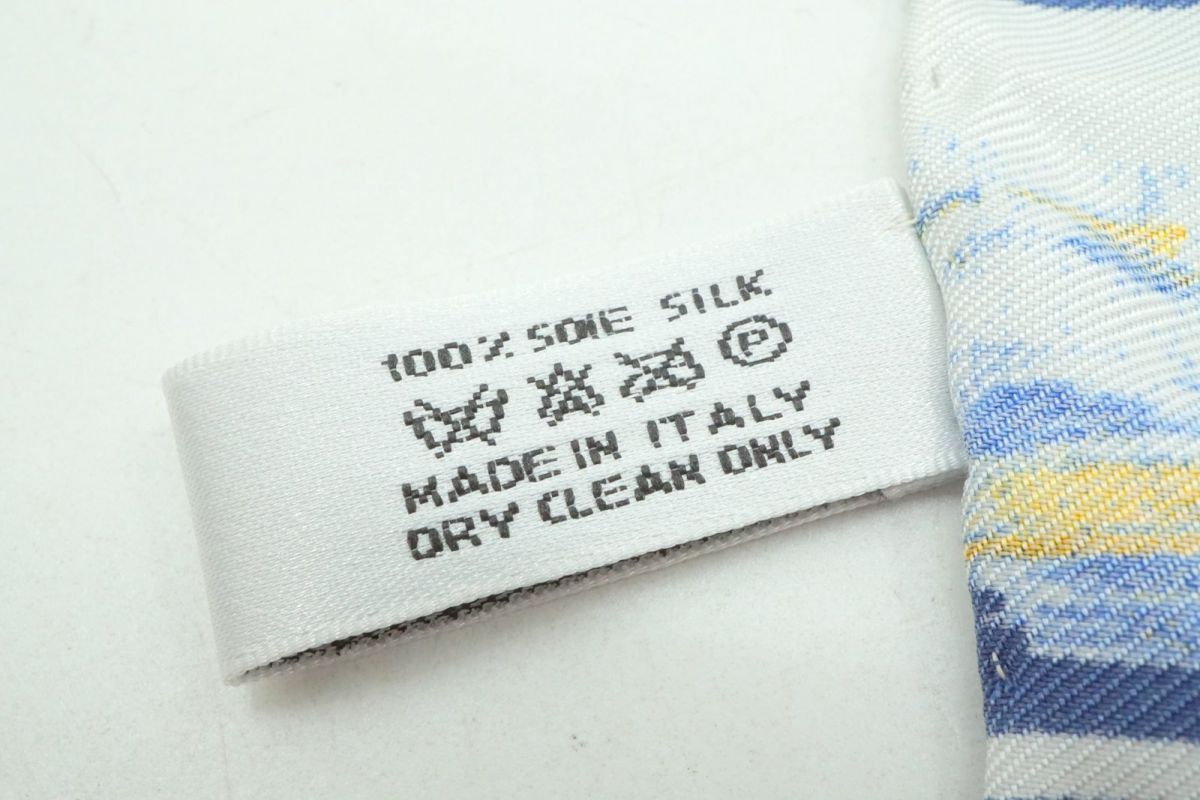 100% SOIE SILK
P
MADE IN ITALY
DRY CLEAN ONLY